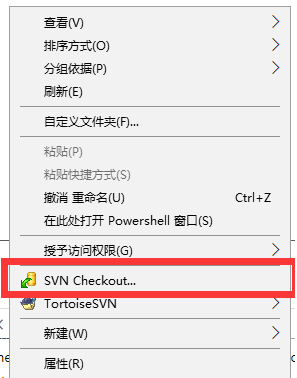 查看(V)
排序方式(O)
分组依据(P)
刷新(E)
自定义文件夹(F)...
粘贴(P)
粘贴快捷方式(S)
撤消 重命名(U) Ctrl+Z
在此处打开 Powershell 窗口(S)
授予访问权限(G)
SVN Checkout...
TortoiseSVN
新建(W)
属性(R)